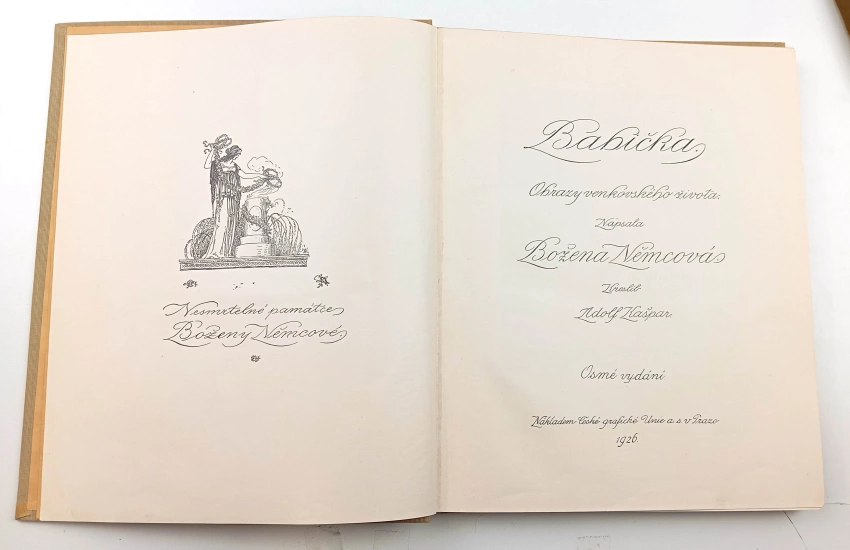 Nesmrtelné památce
Boženy Němcové
Babička.
Obrazy venkovského života.
Napsala
Božena Němcová
Kreslil
Adolf Kašpar.
Osmé vydání
Nákladem České grafické Unie a. s. v Praze
1926.